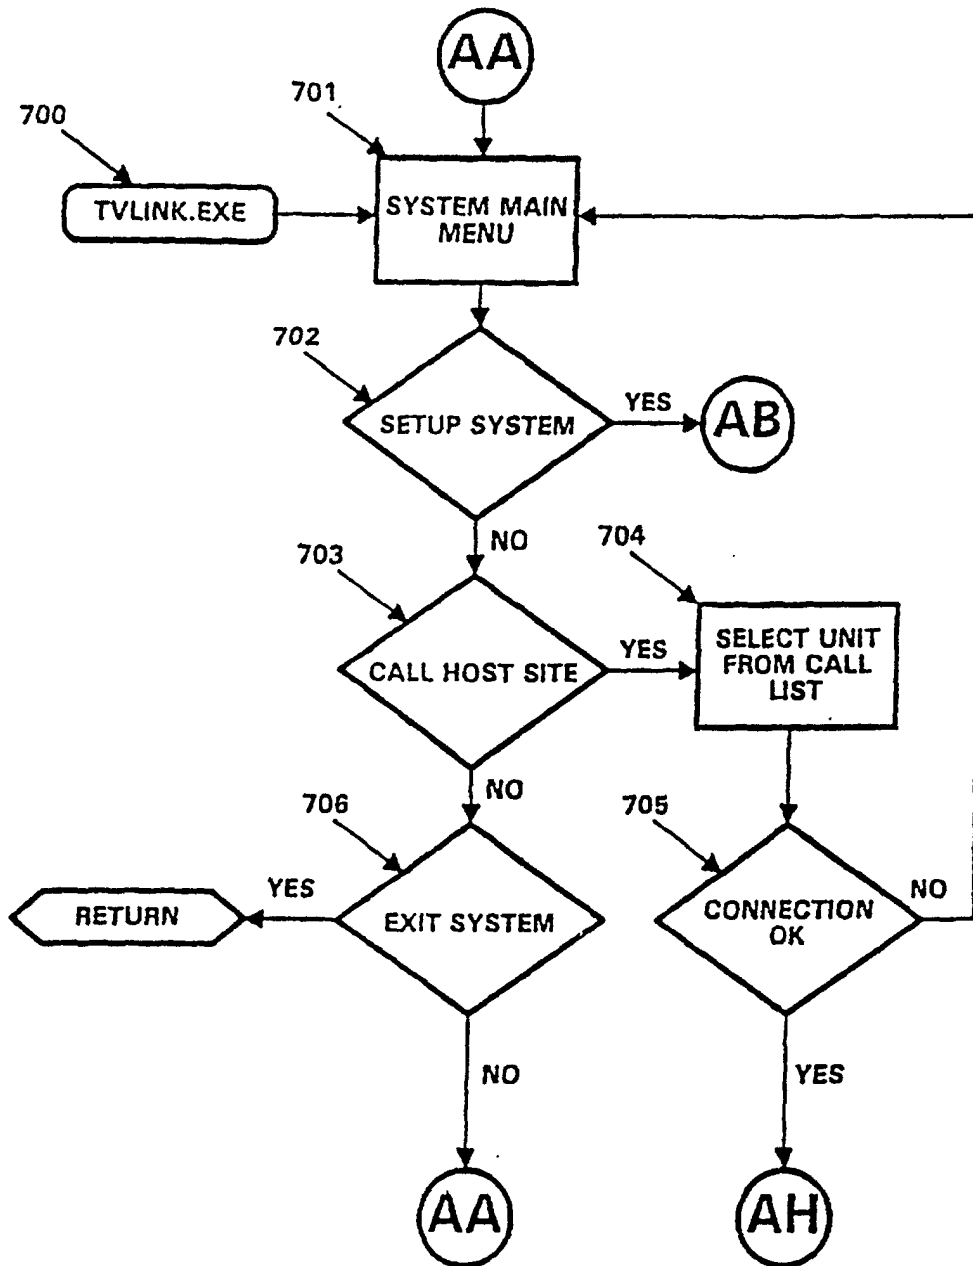 AA
701
700
TVLINK.EXE
SYSTEM MAIN
MENU
702
SETUP SYSTEM
YES
AB
NO
703
704
CALL HOST SITE
YES
SELECT UNIT
FROM CALL
LIST
NO
706
705
YES
RETURN
EXIT SYSTEM
CONNECTION
OK
NO
NO
YES
AA
AH